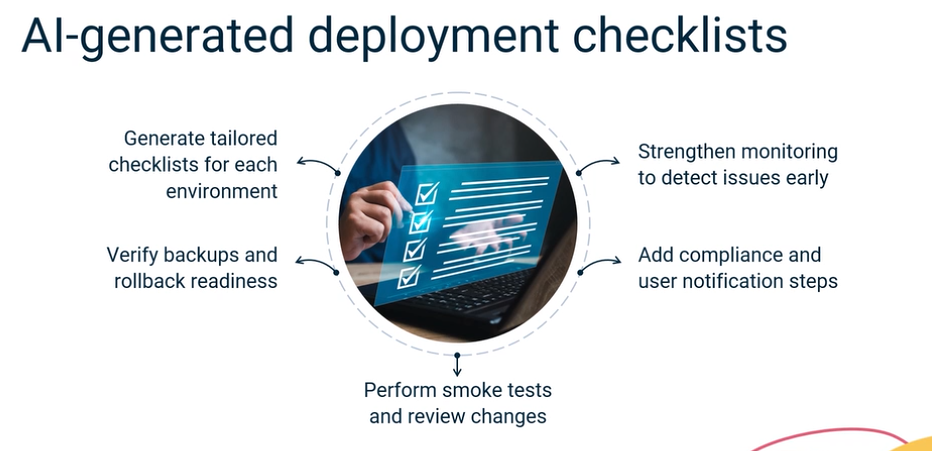 AI-generated deployment checklists
Generate tailored
checklists for each
environment
Strengthen monitoring
to detect issues early
Verify backups and
rollback readiness
Add compliance and
user notification steps
Perform smoke tests
and review changes